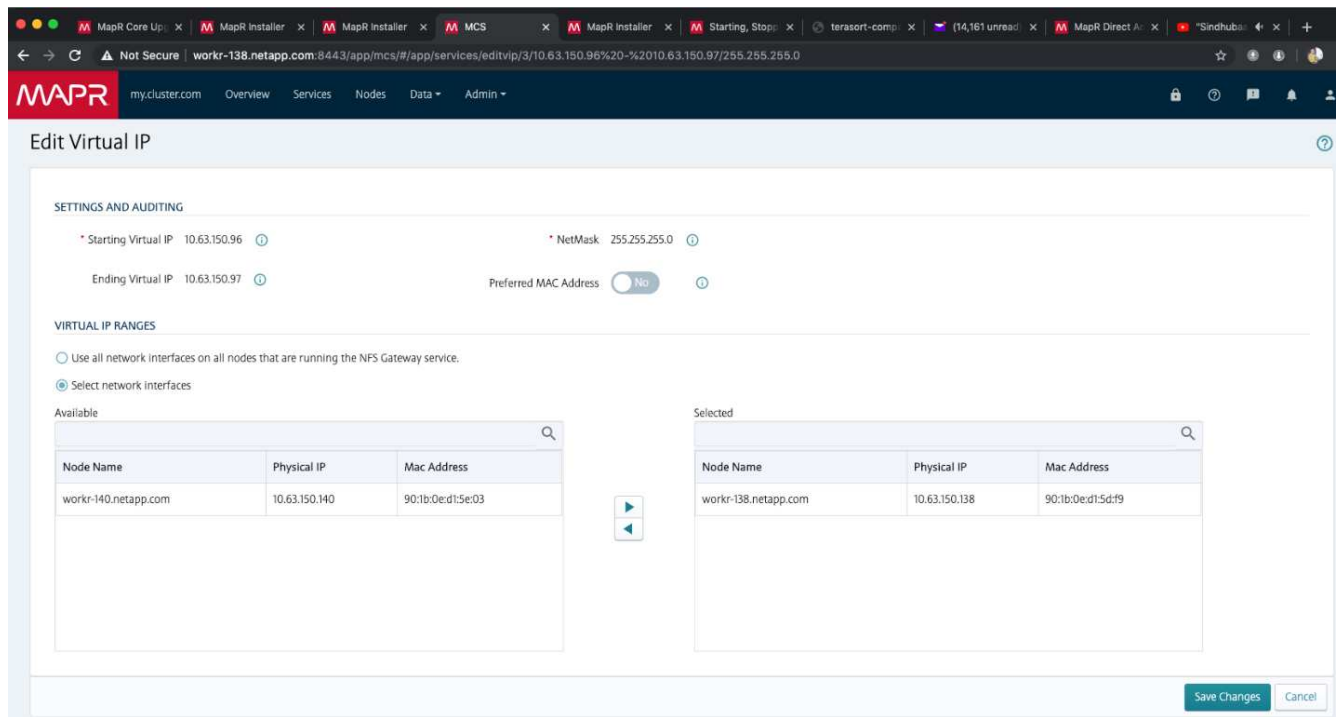 MapR Core Up
MapR Installer
MapR Installer
MCS
MapR Installer
Starting, Stop
terasort-comp
(14,161 unread)
MapR Direct Ac
"Sindhuba
Not Secure | workr-138.netapp.com:8443/app/mcs/#/app/services/editvip/3/10.63.150.96%20-%2010.63.150.97/255.255.255.0
MAPR my.cluster.com Overview Services Nodes Data Admin
Edit Virtual IP
SETTINGS AND AUDITING
* Starting Virtual IP 10.63.150.96 * NetMask 255.255.255.0
Ending Virtual IP 10.63.150.97 Preferred MAC Address No
VIRTUAL IP RANGES
Use all network interfaces on all nodes that are running the NFS Gateway service.
Select network interfaces
Available Selected
Node Name Physical IP Mac Address Node Name Physical IP Mac Address
workr-140.netapp.com 10.63.150.140 90:1b:0e:d1:5e:03 workr-138.netapp.com 10.63.150.138 90:1b:0e:d1:5d:f9
Save Changes Cancel